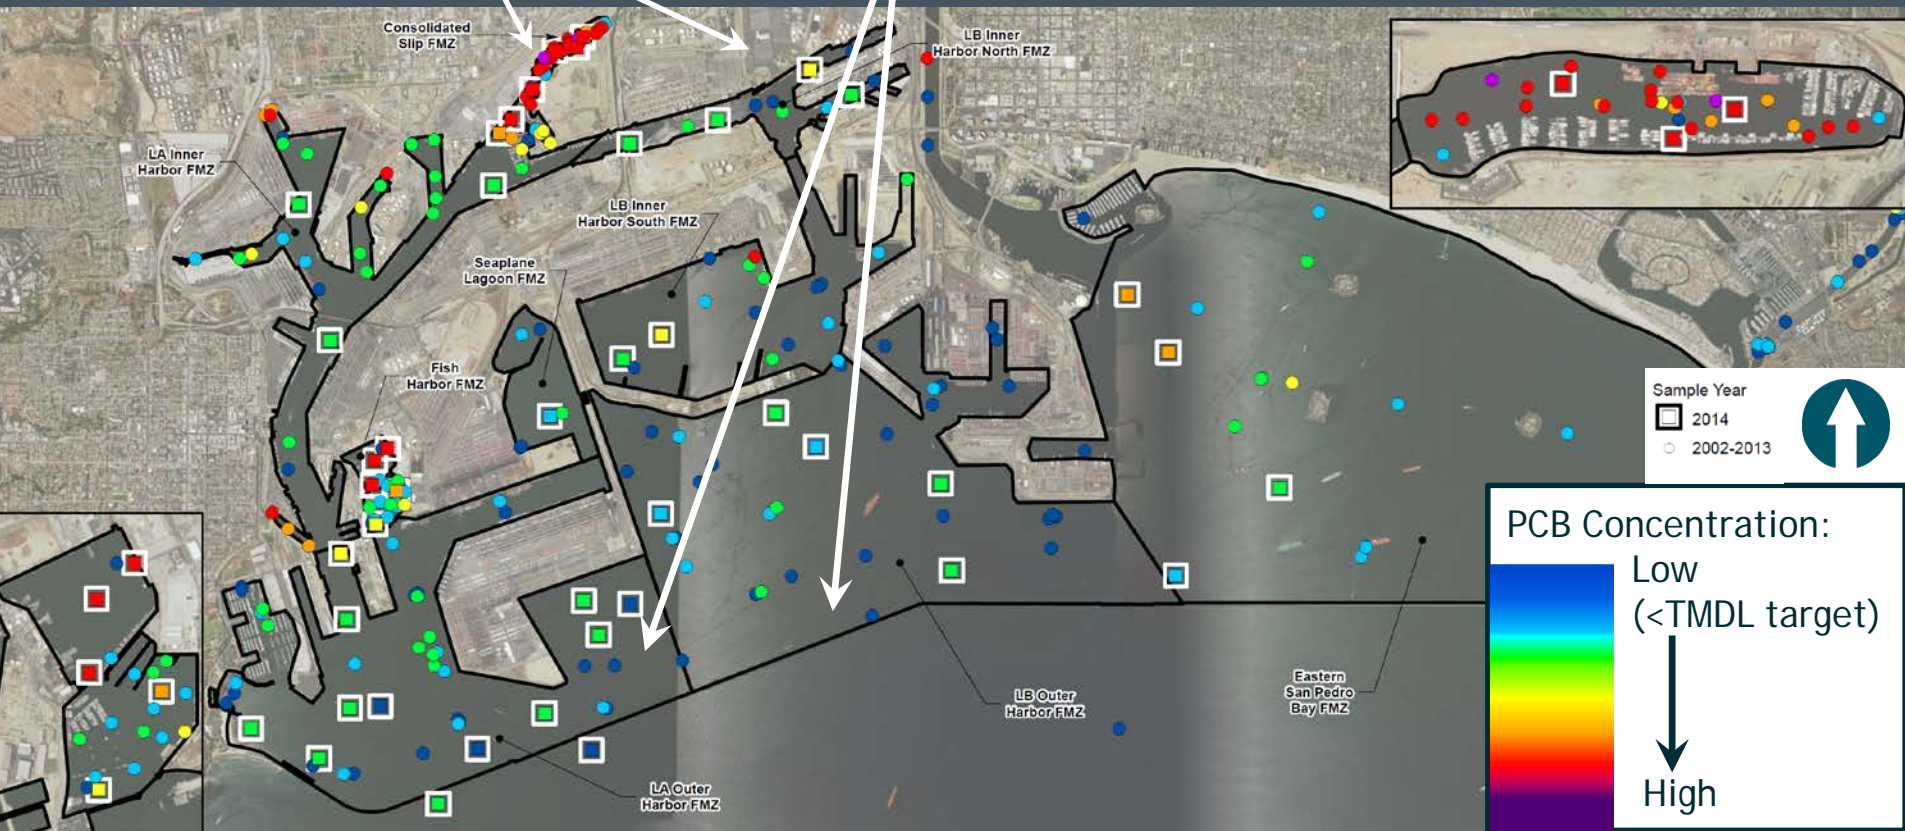 Consolidated
Slip FMZ
LB Inner
Harbor North FMZ
LA Inner
Harbor FMZ
LB Inner
Harbor South FMZ
Seaplane
Lagoon FMZ
Fish
Harbor FMZ
Sample Year
2014
2002-2013
PCB Concentration:
Low
(<TMDL target)
High
Eastern
San Pedro
Bay FMZ
LB Outer
Harbor FMZ
LA Outer
Harbor FMZ